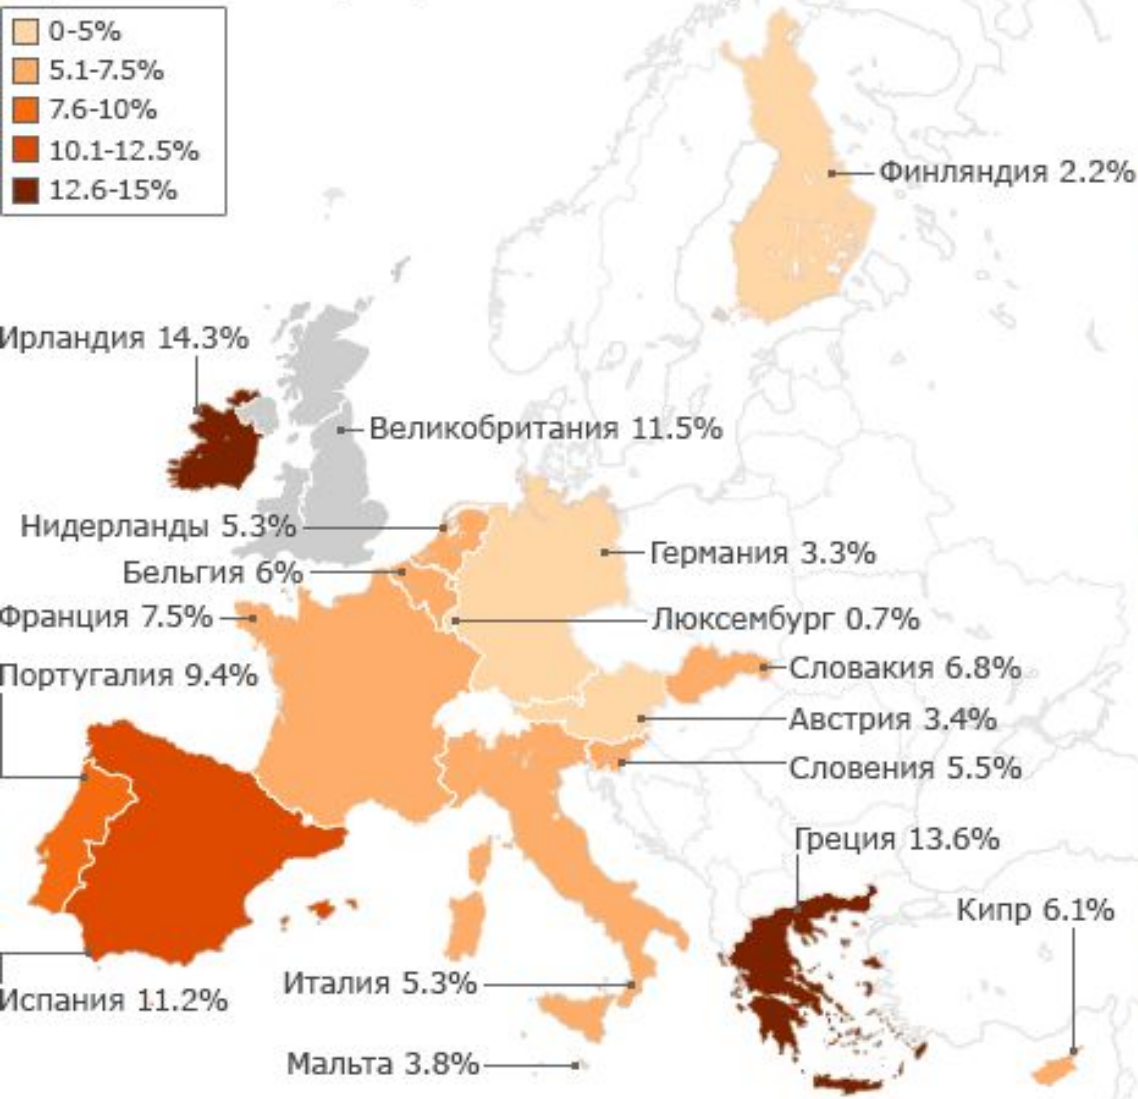 0-5%
5.1-7.5%
7.6-10%
10.1-12.5%
12.6-15%
Финляндия 2.2%
Ирландия 14.3%
Великобритания 11.5%
Нидерланды 5.3%
Германия 3.3%
Бельгия 6%
Франция 7.5%
Люксембург 0.7%
Португалия 9.4%
Словакия 6.8%
Австрия 3.4%
Словения 5.5%
Греция 13.6%
Кипр 6.1%
Италия 5.3%
Испания 11.2%
Мальта 3.8%